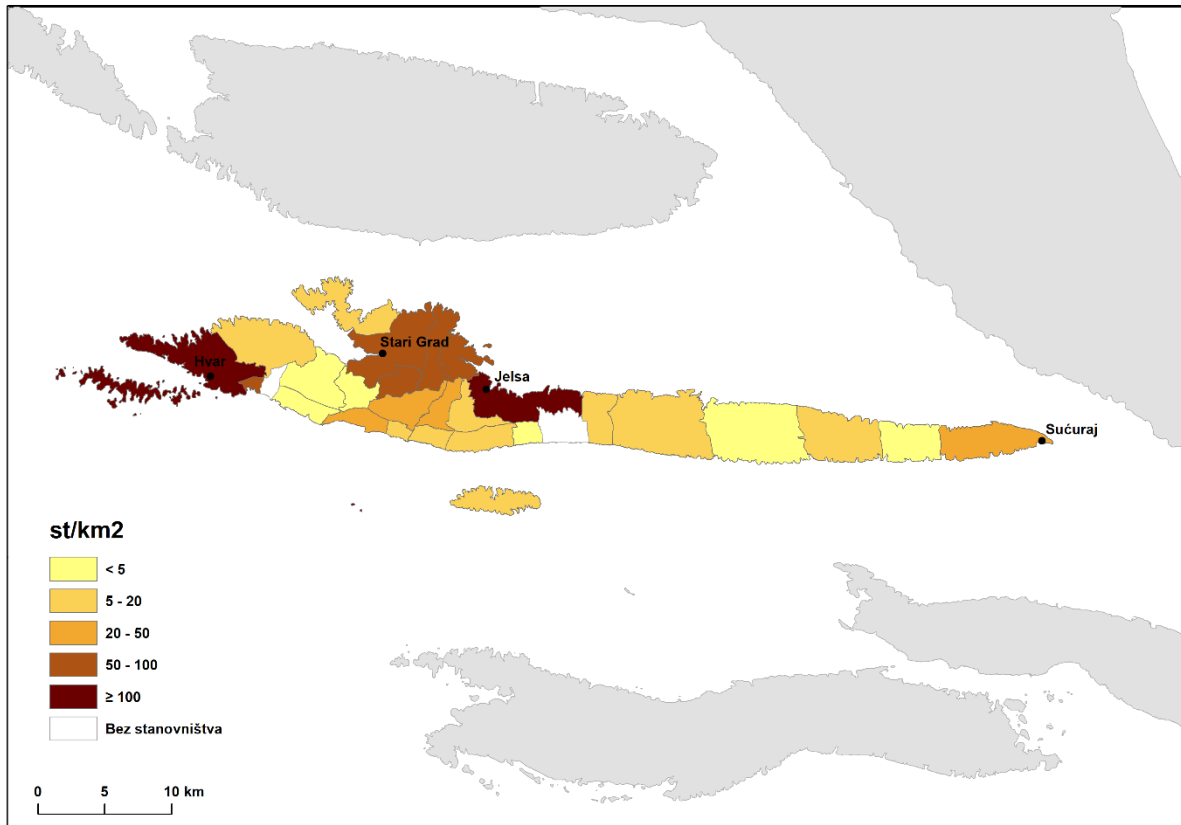 Stari Grad
Hvar
Jelsa
Sućuraj
st/km2
< 5
5 - 20
20 - 50
50 - 100
≥ 100
Bez stanovništva
0 5 10 km